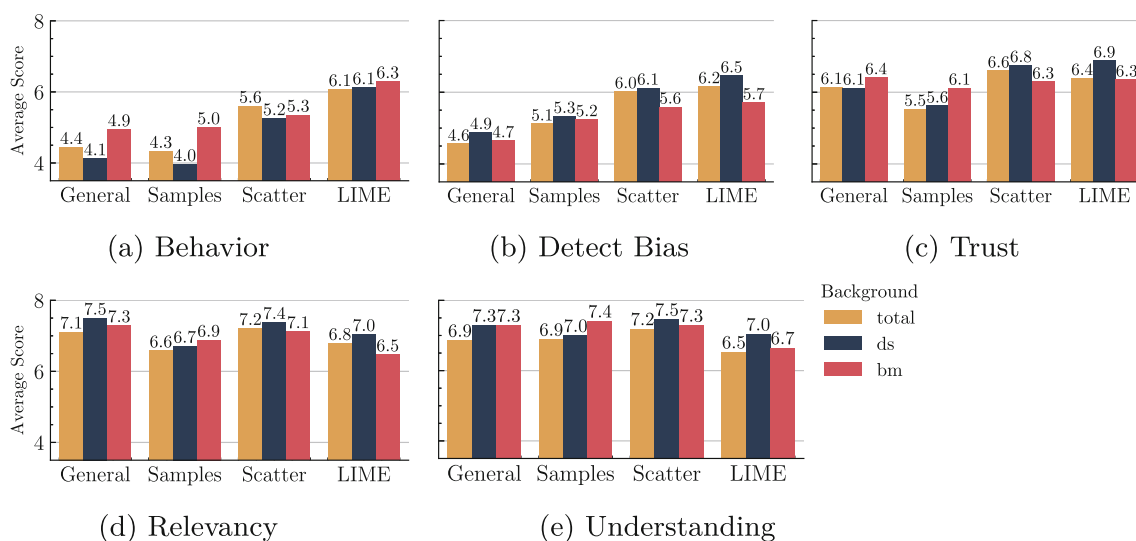 8
6
4
Average Score
4.4 4.1 4.9 4.3 4.0 5.0 5.6 5.2 5.3 6.1 6.1 6.3
General Samples Scatter LIME
(a) Behavior
4.6 4.9 4.7 5.1 5.3 5.2 6.0 6.1 5.6 6.2 6.5 5.7
General Samples Scatter LIME
(b) Detect Bias
6.1 6.1 6.4 5.5 5.6 6.1 6.6 6.8 6.3 6.4 6.9 6.3
General Samples Scatter LIME
(c) Trust
8
6
4
Average Score
7.1 7.5 7.3 6.6 6.7 6.9 7.2 7.4 7.1 6.8 7.0 6.5
General Samples Scatter LIME
(d) Relevancy
6.9 7.3 7.3 6.9 7.0 7.4 7.2 7.5 7.3 6.5 7.0 6.7
General Samples Scatter LIME
(e) Understanding
Background
total
ds
bm